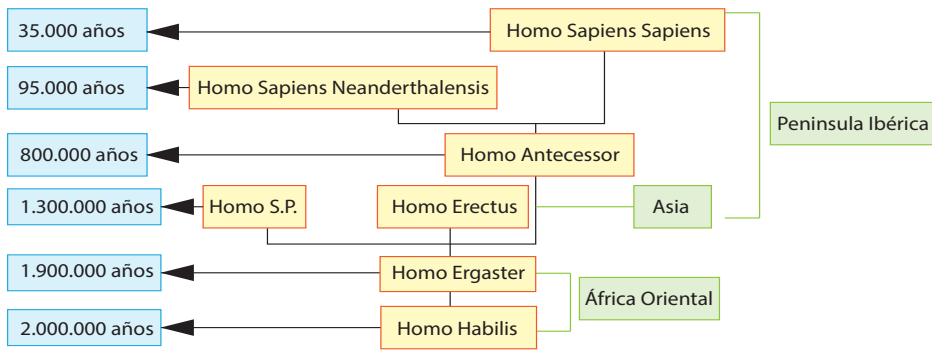 35.000 años
Homo Sapiens Sapiens
95.000 años
Homo Sapiens Neanderthalensis
Peninsula Ibérica
800.000 años
Homo Antecessor
1.300.000 años
Homo S.P.
Homo Erectus
Asia
1.900.000 años
Homo Ergaster
África Oriental
2.000.000 años
Homo Habilis